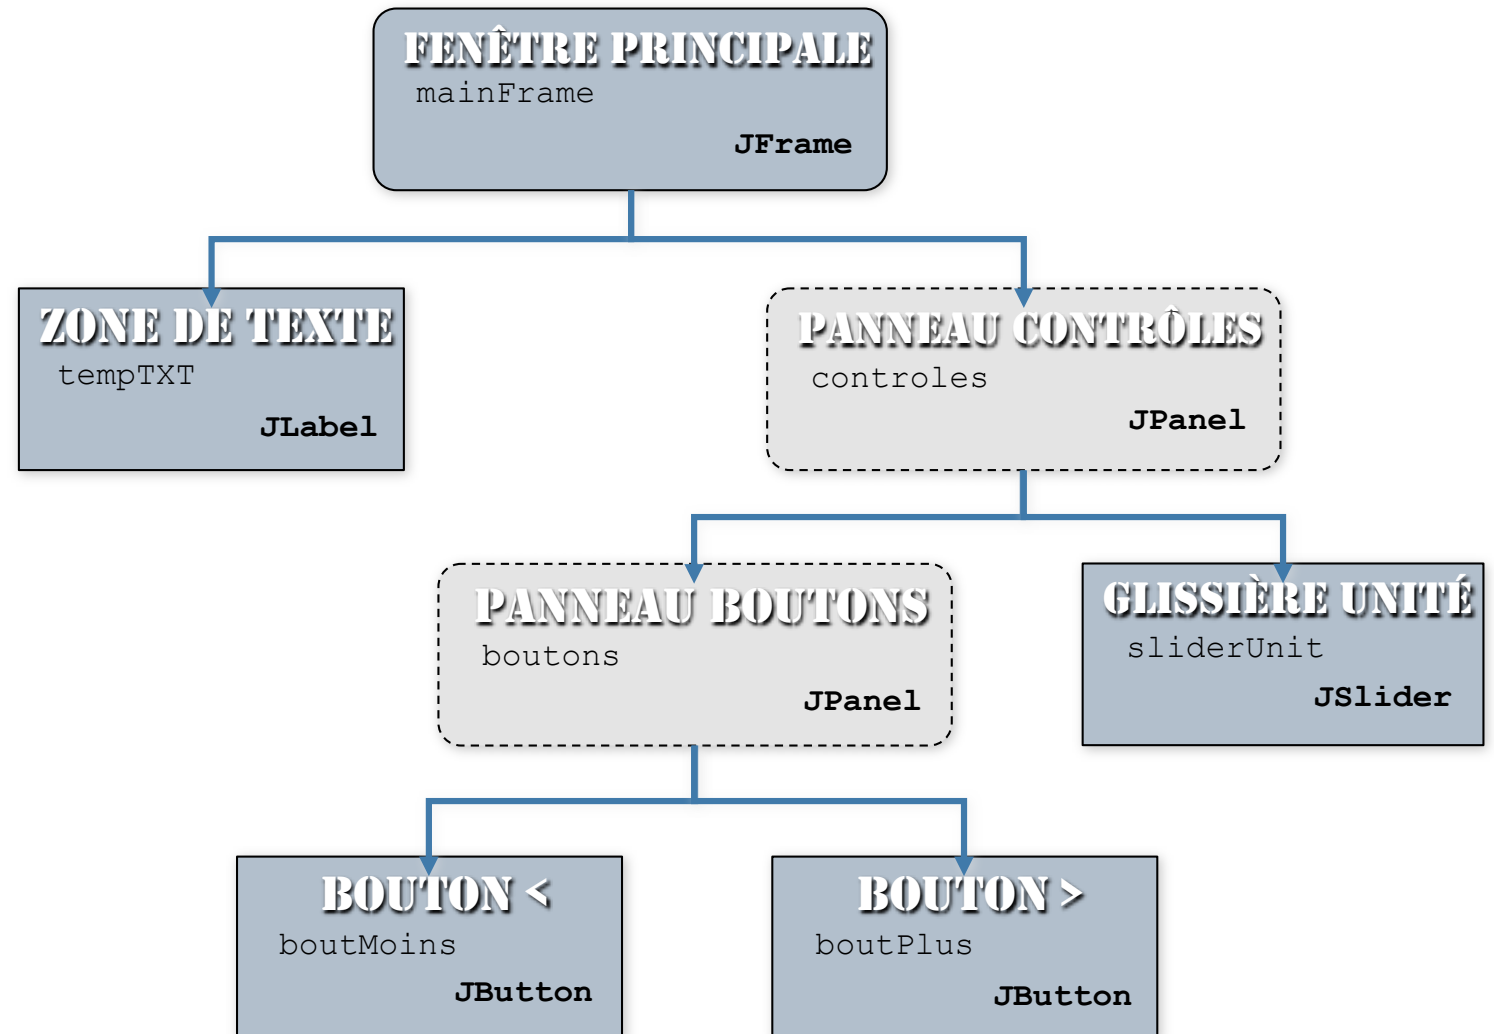 FENÊTRE PRINCIPALE
mainFrame
JFrame
ZONE DE TEXTE
tempTXT
JLabel
PANNEAU CONTRÔLES
controles
JPanel
PANNEAU BOUTONS
boutons
JPanel
GLISSIÈRE UNITÉ
sliderUnit
JSlider
BOUTON <
boutMoins
JButton
BOUTON >
boutPlus
JButton